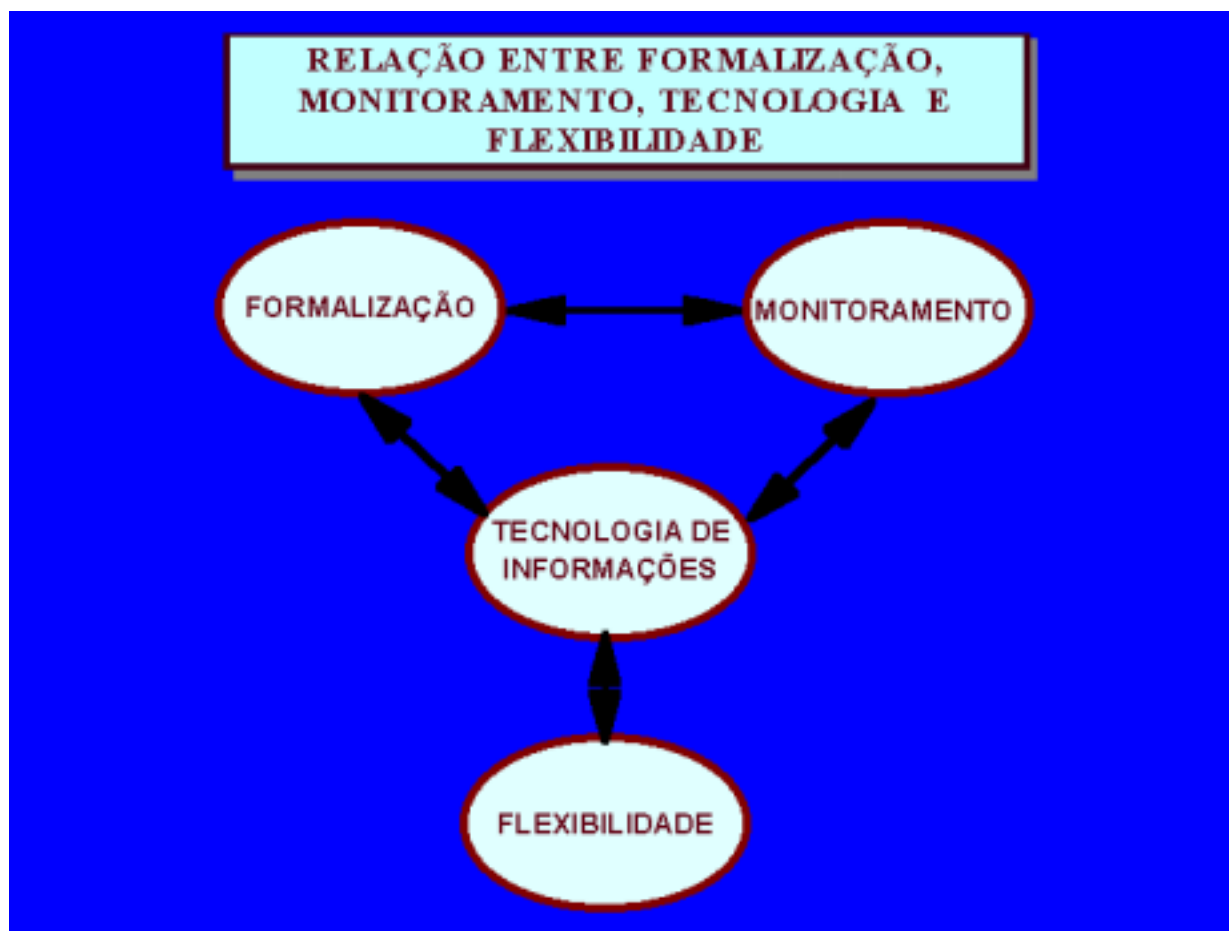 RELAÇÃO ENTRE FORMALIZAÇÃO,
MONITORAMENTO, TECNOLOGIA E
FLEXIBILIDADE
FORMALIZAÇÃO
MONITORAMENTO
TECNOLOGIA DE
INFORMAÇÕES
FLEXIBILIDADE